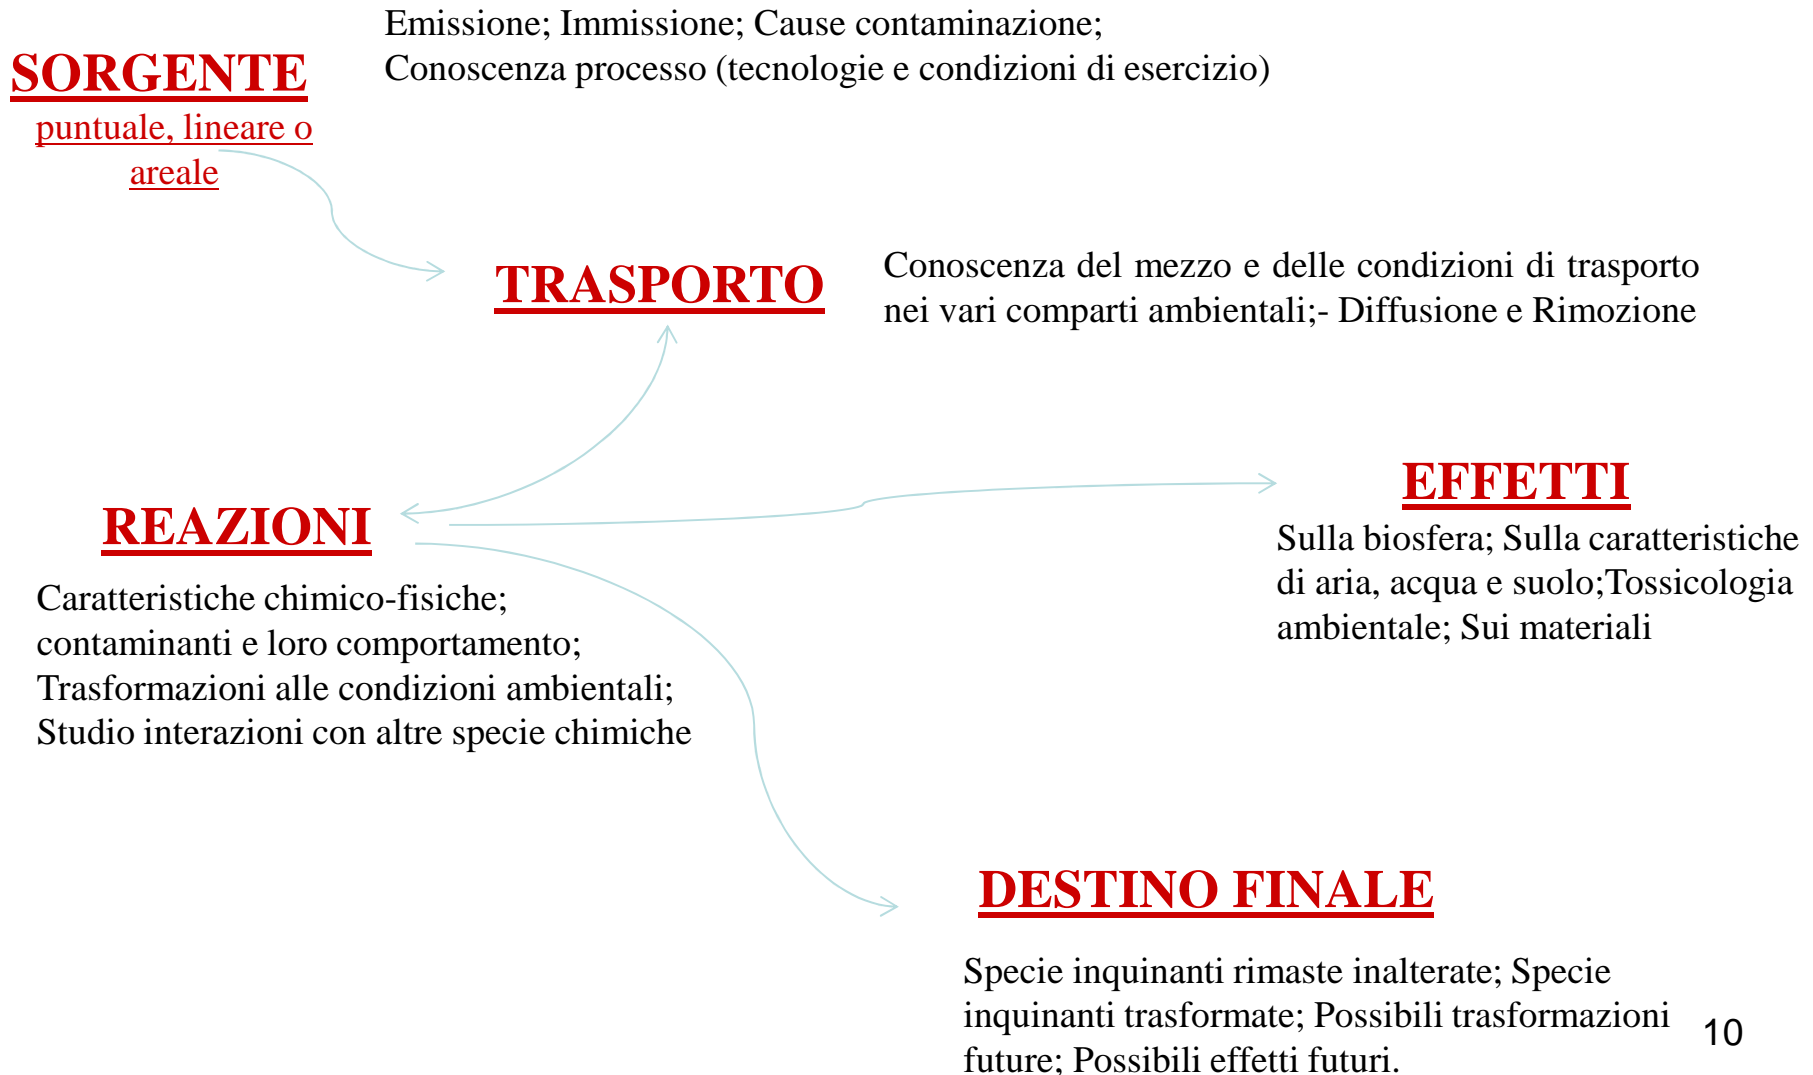 Emissione; Immissione; Cause contaminazione;
Conoscenza processo (tecnologie e condizioni di esercizio)
SORGENTE
puntuale, lineare o
areale
TRASPORTO
Conoscenza del mezzo e delle condizioni di trasporto
nei vari comparti ambientali;- Diffusione e Rimozione
REAZIONI
Caratteristiche chimico-fisiche;
contaminanti e loro comportamento;
Trasformazioni alle condizioni ambientali;
Studio interazioni con altre specie chimiche
EFFETTI
Sulla biosfera; Sulla caratteristiche
di aria, acqua e suolo;Tossicologia
ambientale; Sui materiali
DESTINO FINALE
Specie inquinanti rimaste inalterate; Specie
inquinanti trasformate; Possibili trasformazioni
future; Possibili effetti futuri.
10